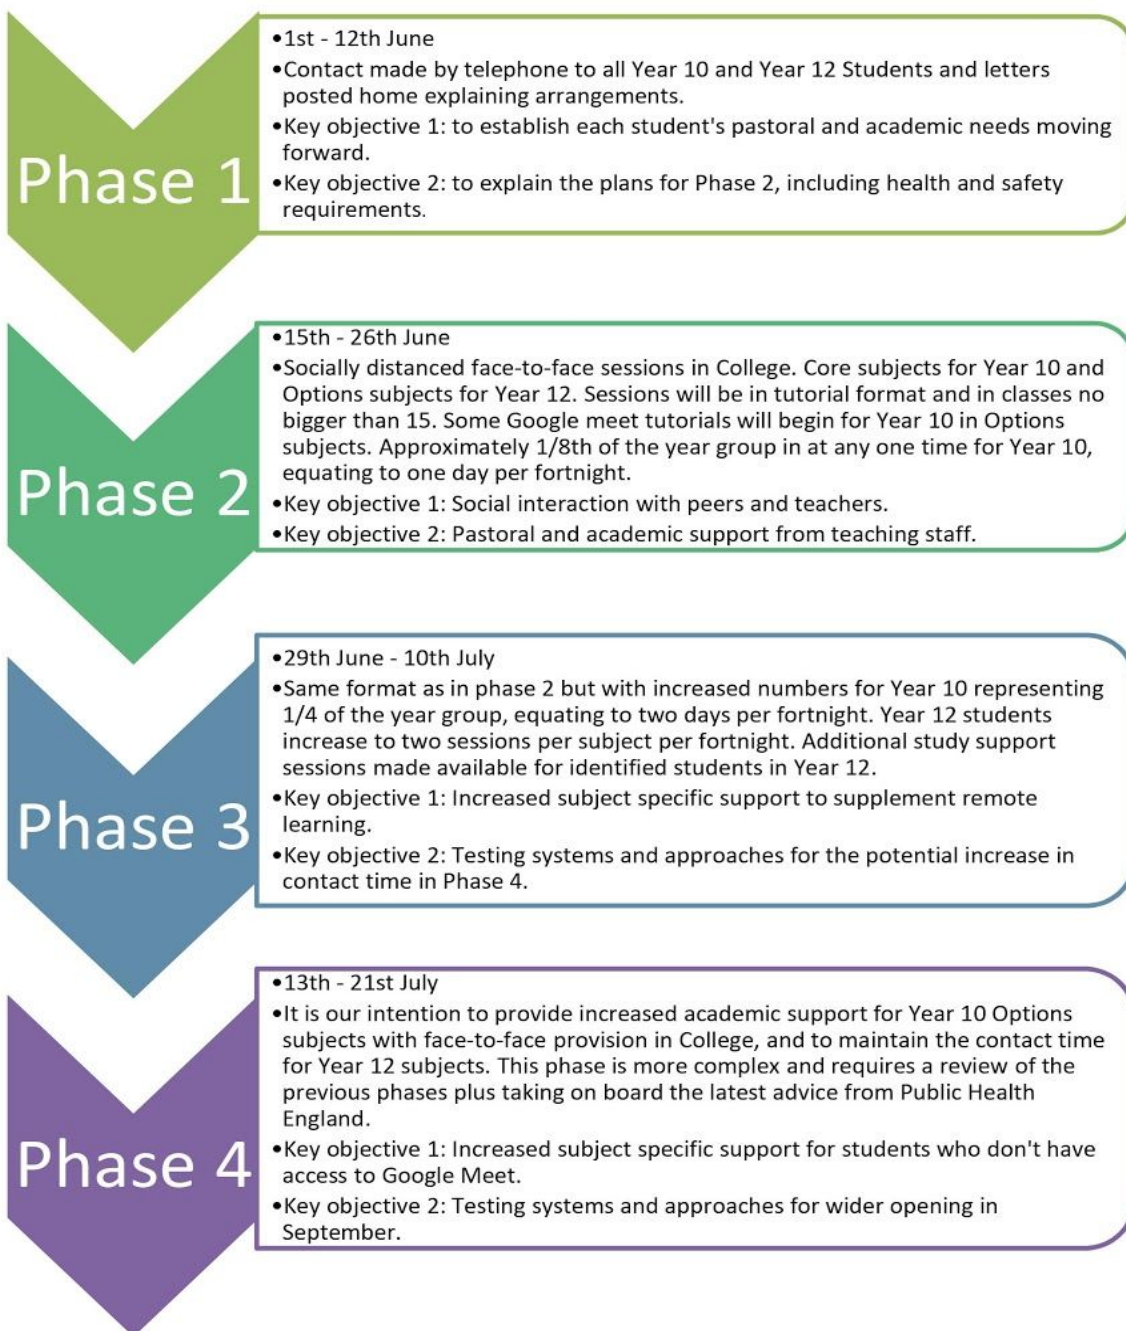 Phase 1
•1st - 12th June
•Contact made by telephone to all Year 10 and Year 12 Students and letters
posted home explaining arrangements.
•Key objective 1: to establish each student's pastoral and academic needs moving
forward.
•Key objective 2: to explain the plans for Phase 2, including health and safety
requirements.
Phase 2
•15th - 26th June
•Socially distanced face-to-face sessions in College. Core subjects for Year 10 and
Options subjects for Year 12. Sessions will be in tutorial format and in classes no
bigger than 15. Some Google meet tutorials will begin for Year 10 in Options
subjects. Approximately 1/8th of the year group in at any one time for Year 10,
equating to one day per fortnight.
•Key objective 1: Social interaction with peers and teachers.
•Key objective 2: Pastoral and academic support from teaching staff.
Phase 3
•29th June - 10th July
•Same format as in phase 2 but with increased numbers for Year 10 representing
1/4 of the year group, equating to two days per fortnight. Year 12 students
increase to two sessions per subject per fortnight. Additional study support
sessions made available for identified students in Year 12.
•Key objective 1: Increased subject specific support to supplement remote
learning.
•Key objective 2: Testing systems and approaches for the potential increase in
contact time in Phase 4.
Phase 4
•13th - 21st July
•It is our intention to provide increased academic support for Year 10 Options
subjects with face-to-face provision in College, and to maintain the contact time
for Year 12 subjects. This phase is more complex and requires a review of the
previous phases plus taking on board the latest advice from Public Health
England.
•Key objective 1: Increased subject specific support for students who don't have
access to Google Meet.
•Key objective 2: Testing systems and approaches for wider opening in
September.